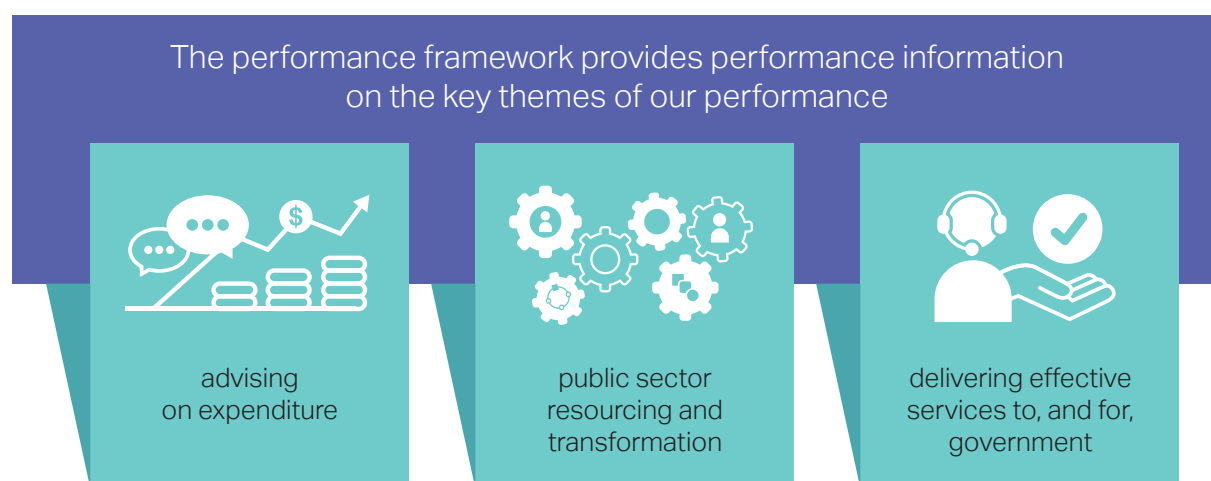 The performance framework provides performance information
on the key themes of our performance
$
advising
on expenditure
public sector
resourcing and
transformation
delivering effective
services to, and for,
government